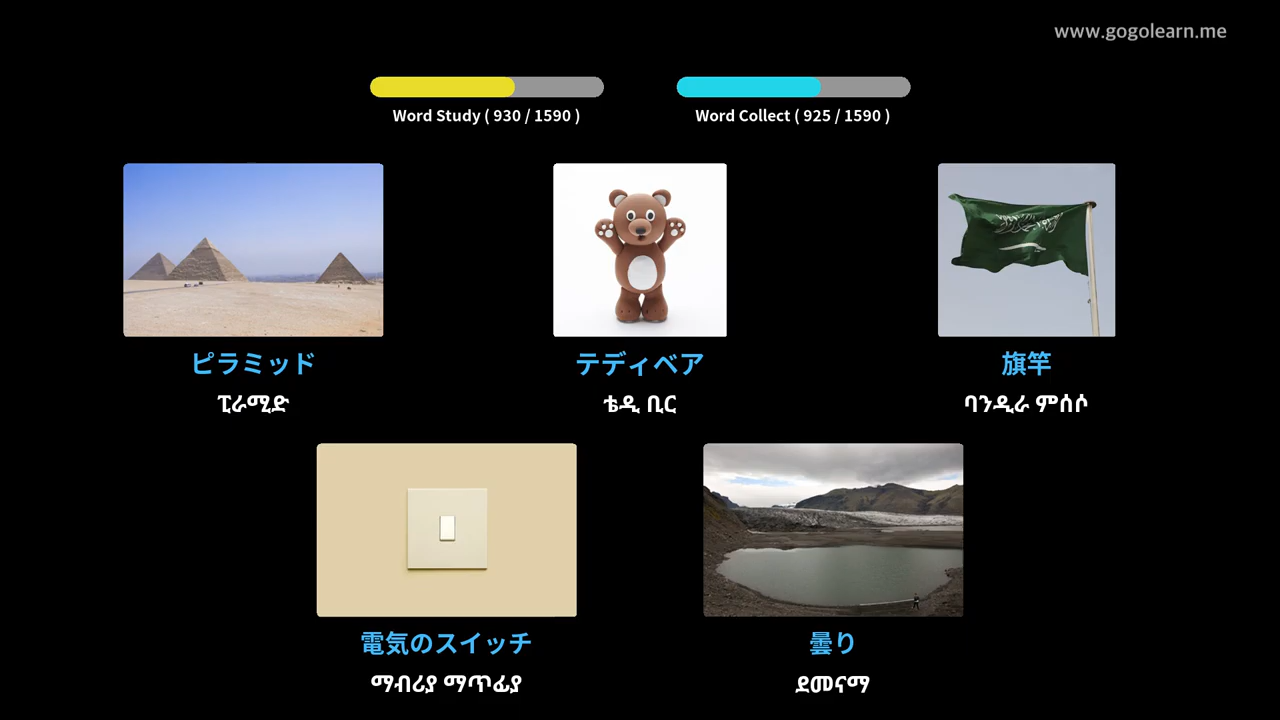 www.gogolearn.me
Word Study ( 930 / 1590 )
Word Collect ( 925 / 1590 )
ピラミッド
ፒራሚድ
テディベア
ቴዲ ቢር
旗竿
ባንዲራ ምሰሶ
電気のスイッチ
ማብሪያ ማጥፊያ
曇り
ደመናማ